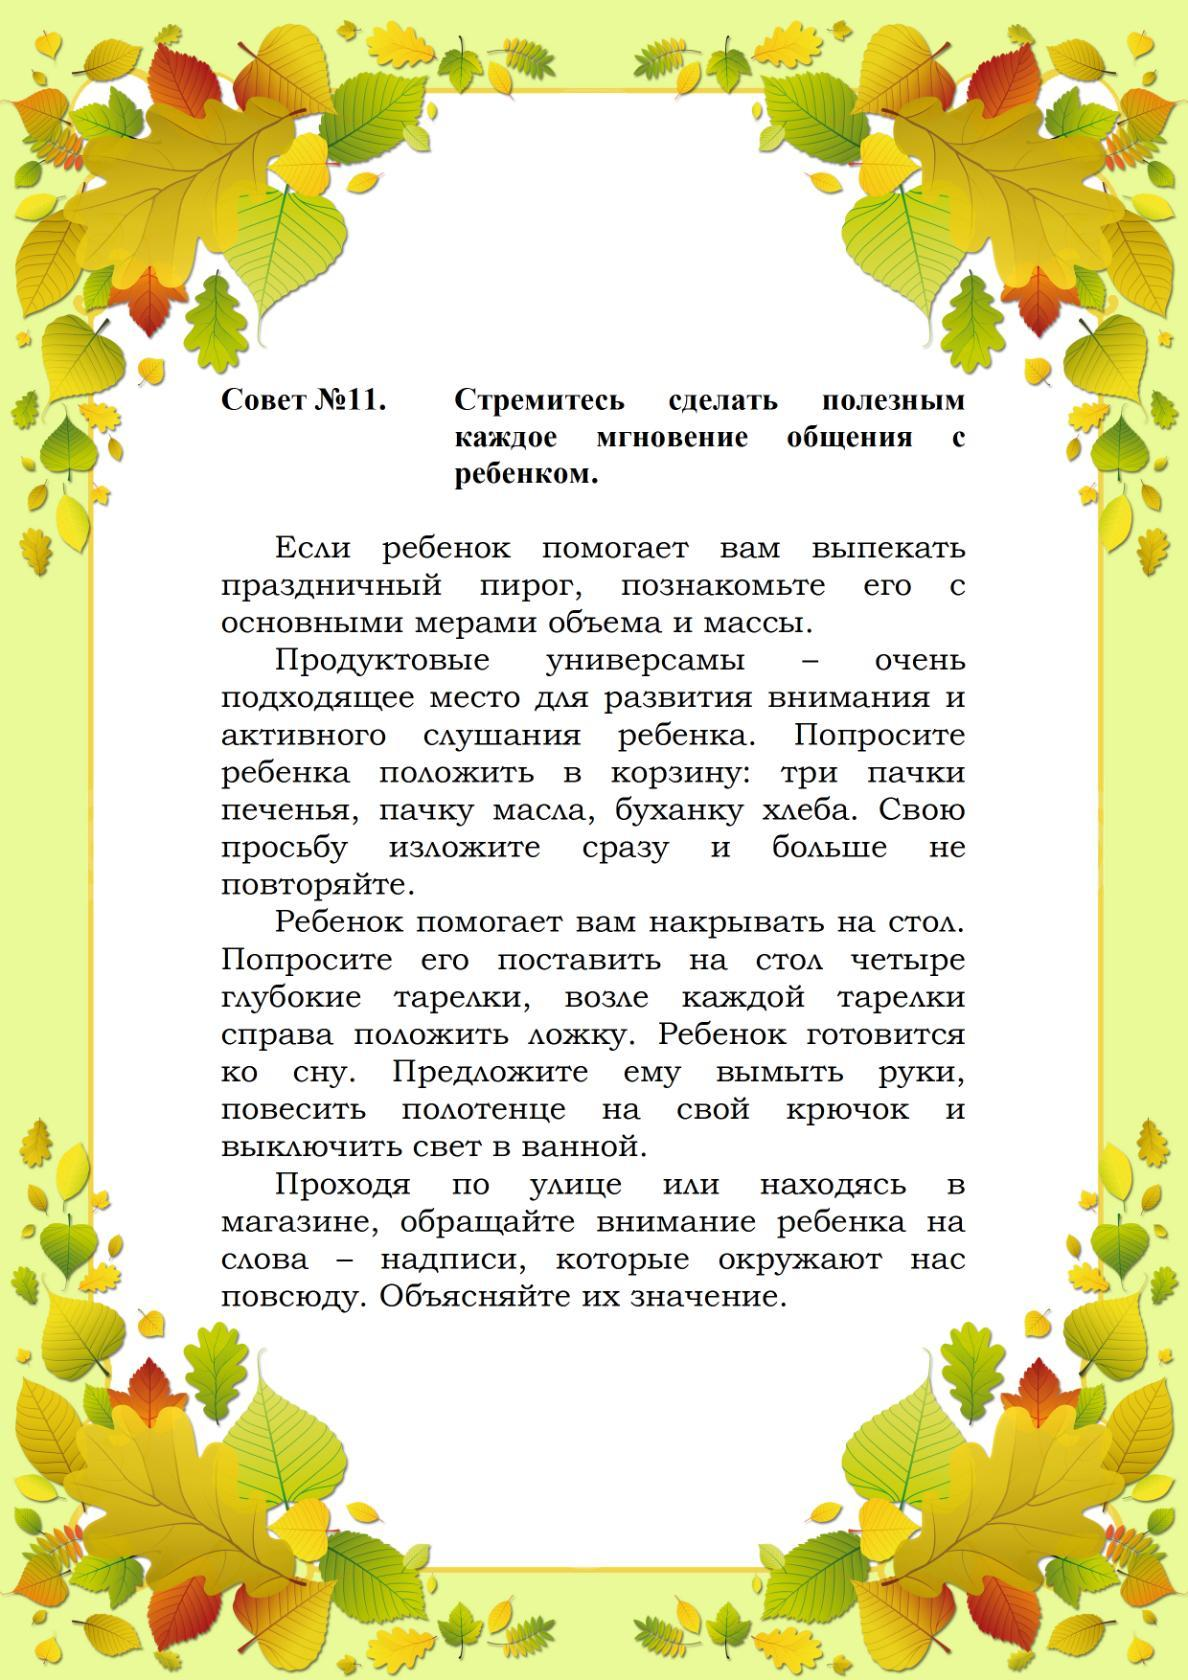 Совет №11. Стремитесь сделать полезным
каждое мгновение общения с
ребенком.
Если ребенок помогает вам выпекать
праздничный пирог, познакомьте его с
основными мерами объема и массы.
Продуктовые универсамы – очень
подходящее место для развития внимания и
активного слушания ребенка. Попросите
ребенка положить в корзину: три пачки
печенья, пачку масла, буханку хлеба. Свою
просьбу изложите сразу и больше не
повторяйте.
Ребенок помогает вам накрывать на стол.
Попросите его поставить на стол четыре
глубокие тарелки, возле каждой тарелки
справа положить ложку. Ребенок готовится
ко сну. Предложите ему вымыть руки,
повесить полотенце на свой крючок и
выключить свет в ванной.
Проходя по улице или находясь в
магазине, обращайте внимание ребенка на
слова – надписи, которые окружают нас
повсюду. Объясняйте их значение.